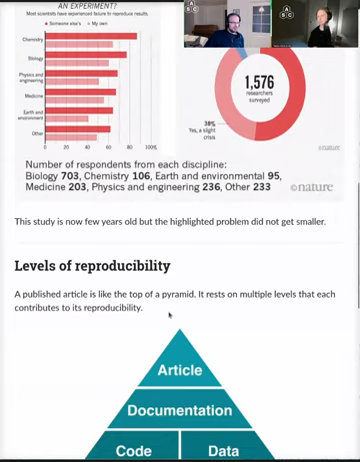 AN EXPERIMENT?
Most scientists have experienced failure to reproduce results.
Someone else's My own
Chemistry
Biology
Physics and
engineering
Medicine
Earth and
environment
Other
0 20 40 60 80 100%
1,576
researchers
surveyed
38%
Yes, a slight
crisis
©nature
Number of respondents from each discipline:
Biology 703, Chemistry 106, Earth and environmental 95,
Medicine 203, Physics and engineering 236, Other 233
©nature
This study is now few years old but the highlighted problem did not get smaller.
Levels of reproducibility
A published article is like the top of a pyramid. It rests on multiple levels that each
contributes to its reproducibility.
Article
Documentation
Code Data